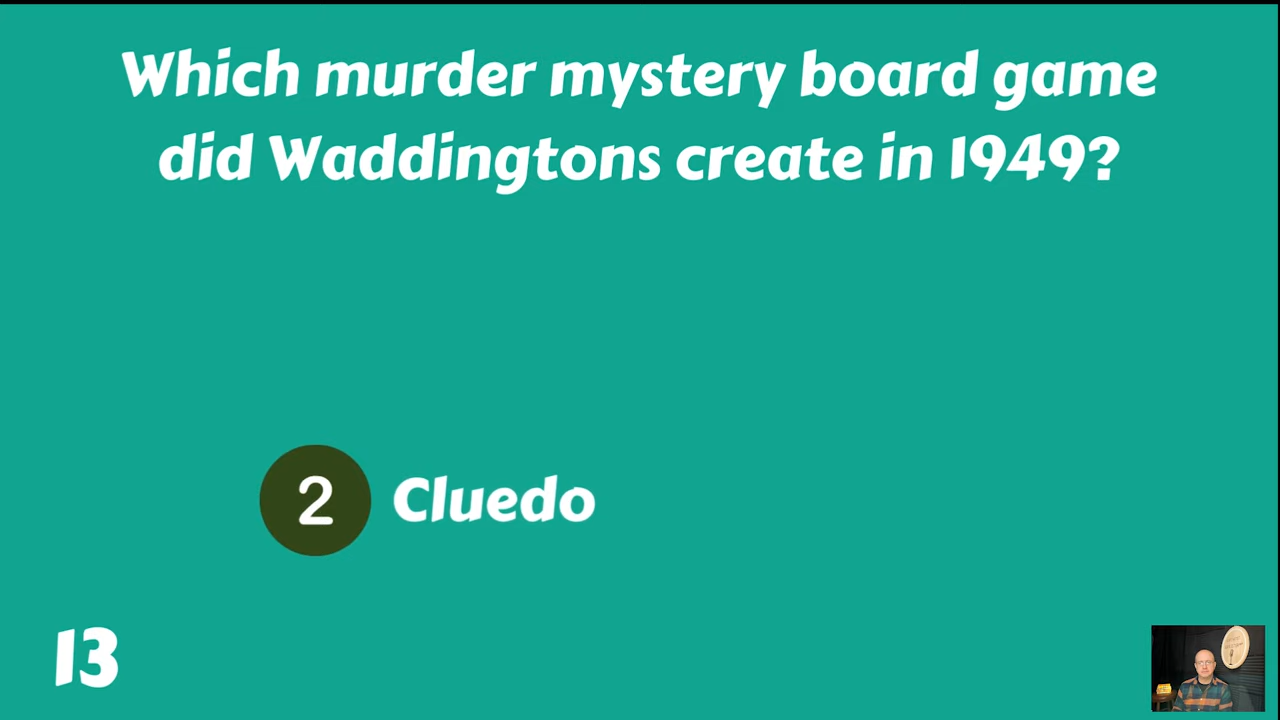 Which murder mystery board game
did Waddingtons create in 1949?
2 Cluedo
13